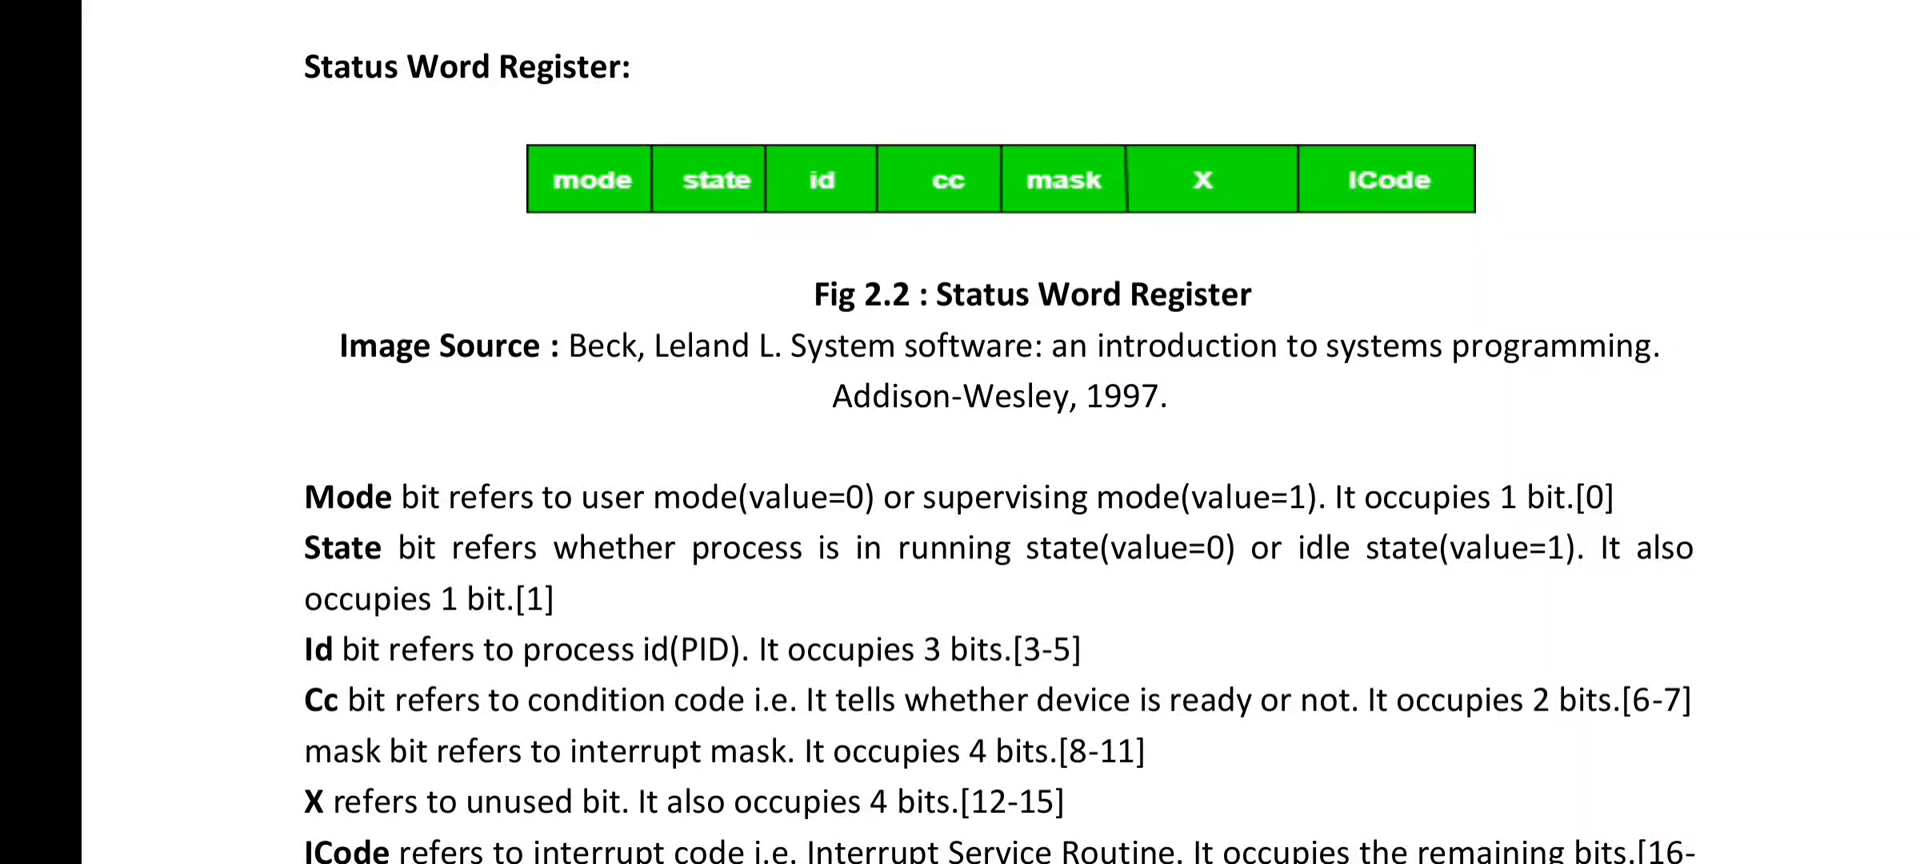 Status Word Register:
mode state id cc mask X ICode
Fig 2.2 : Status Word Register
Image Source : Beck, Leland L. System software: an introduction to systems programming.
Addison-Wesley, 1997.
Mode bit refers to user mode(value=0) or supervising mode(value=1). It occupies 1 bit.[0]
State bit refers whether process is in running state(value=0) or idle state(value=1). It also
occupies 1 bit.[1]
Id bit refers to process id(PID). It occupies 3 bits.[3-5]
Cc bit refers to condition code i.e. It tells whether device is ready or not. It occupies 2 bits.[6-7]
mask bit refers to interrupt mask. It occupies 4 bits.[8-11]
X refers to unused bit. It also occupies 4 bits.[12-15]
ICode refers to interrupt code i.e. Interrupt Service Routine. It occupies the remaining bits.[16-